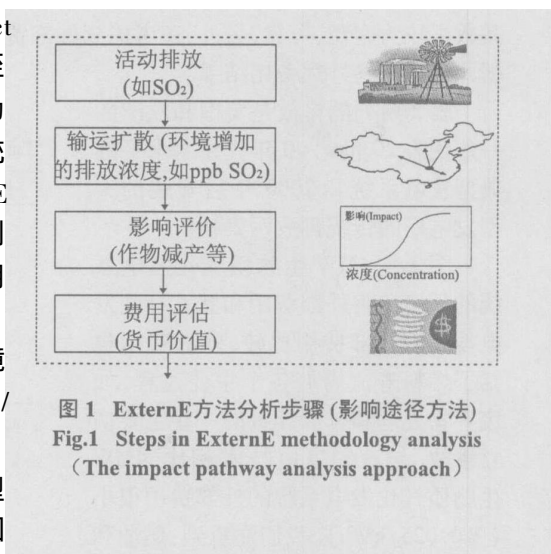 活动排放
(如SO₂)
输运扩散 (环境增加
的排放浓度,如ppb SO₂)
影响评价
(作物减产等)
费用评估
(货币价值)
影响(Impact)
浓度(Concentration)
$
图 1 ExternE方法分析步骤 (影响途径方法)
Fig.1 Steps in ExternE methodology analysis
(The impact pathway analysis approach)
et
E
/